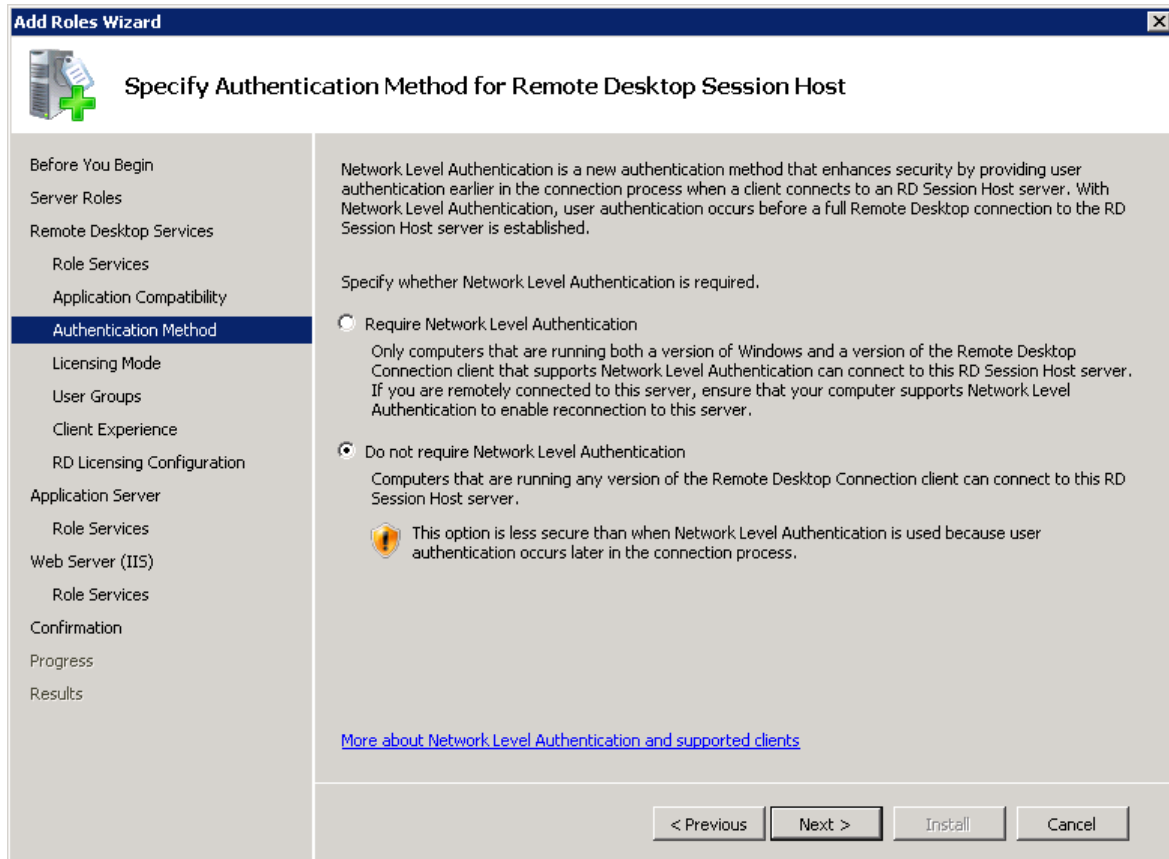 Add Roles Wizard
Specify Authentication Method for Remote Desktop Session Host
Before You Begin
Server Roles
Remote Desktop Services
Role Services
Application Compatibility
Authentication Method
Licensing Mode
User Groups
Client Experience
RD Licensing Configuration
Application Server
Role Services
Web Server (IIS)
Role Services
Confirmation
Progress
Results
Network Level Authentication is a new authentication method that enhances security by providing user
authentication earlier in the connection process when a client connects to an RD Session Host server. With
Network Level Authentication, user authentication occurs before a full Remote Desktop connection to the RD
Session Host server is established.
Specify whether Network Level Authentication is required.
Require Network Level Authentication
Only computers that are running both a version of Windows and a version of the Remote Desktop
Connection client that supports Network Level Authentication can connect to this RD Session Host server.
If you are remotely connected to this server, ensure that your computer supports Network Level
Authentication to enable reconnection to this server.
Do not require Network Level Authentication
Computers that are running any version of the Remote Desktop Connection client can connect to this RD
Session Host server.
This option is less secure than when Network Level Authentication is used because user
authentication occurs later in the connection process.
More about Network Level Authentication and supported clients
< Previous
Next >
Install
Cancel